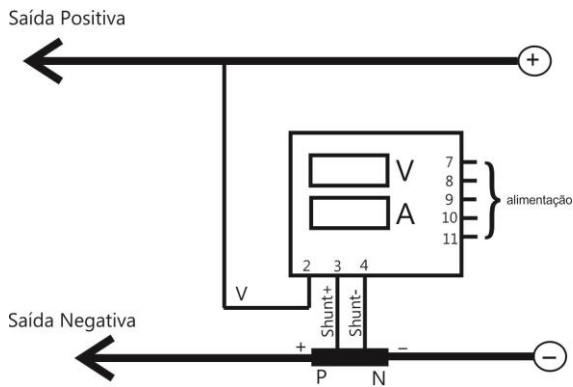 Saída Positiva
+
V
A
7
8
9
10
11
alimentação
2 3 4
V
Shunt+
Shunt-
Saída Negativa
+ −
−
P N